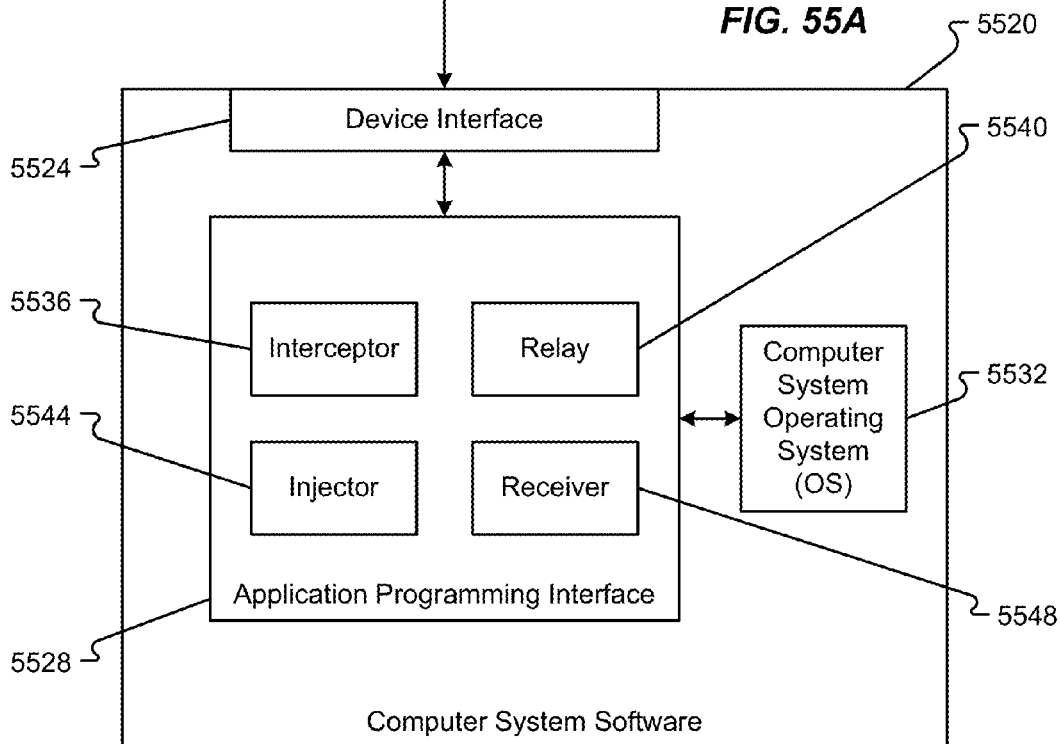 FIG. 55A
5520
Device Interface
5540
5524
5536
Interceptor
Relay
Computer
System
Operating
System
(OS)
5532
5544
Injector
Receiver
Application Programming Interface
5548
5528
Computer System Software